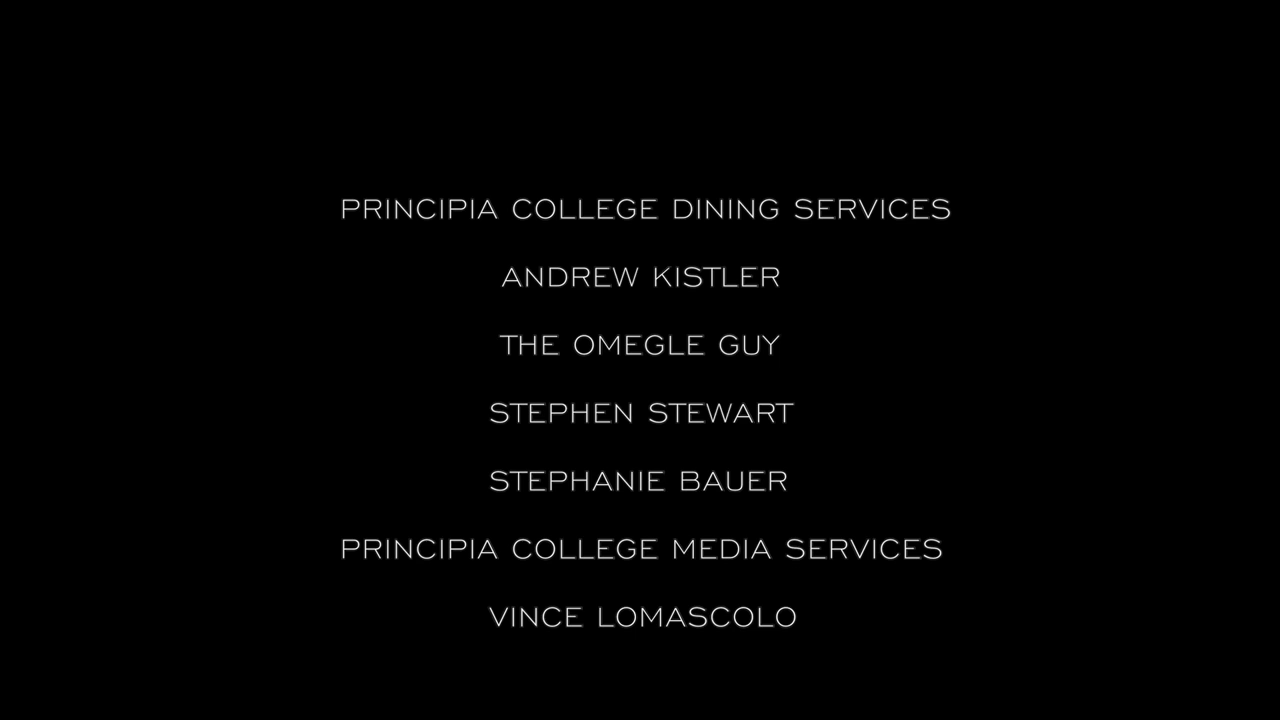 PRINCIPIA COLLEGE DINING SERVICES
ANDREW KISTLER
THE OMEGLE GUY
STEPHEN STEWART
STEPHANIE BAUER
PRINCIPIA COLLEGE MEDIA SERVICES
VINCE LOMASCOLO